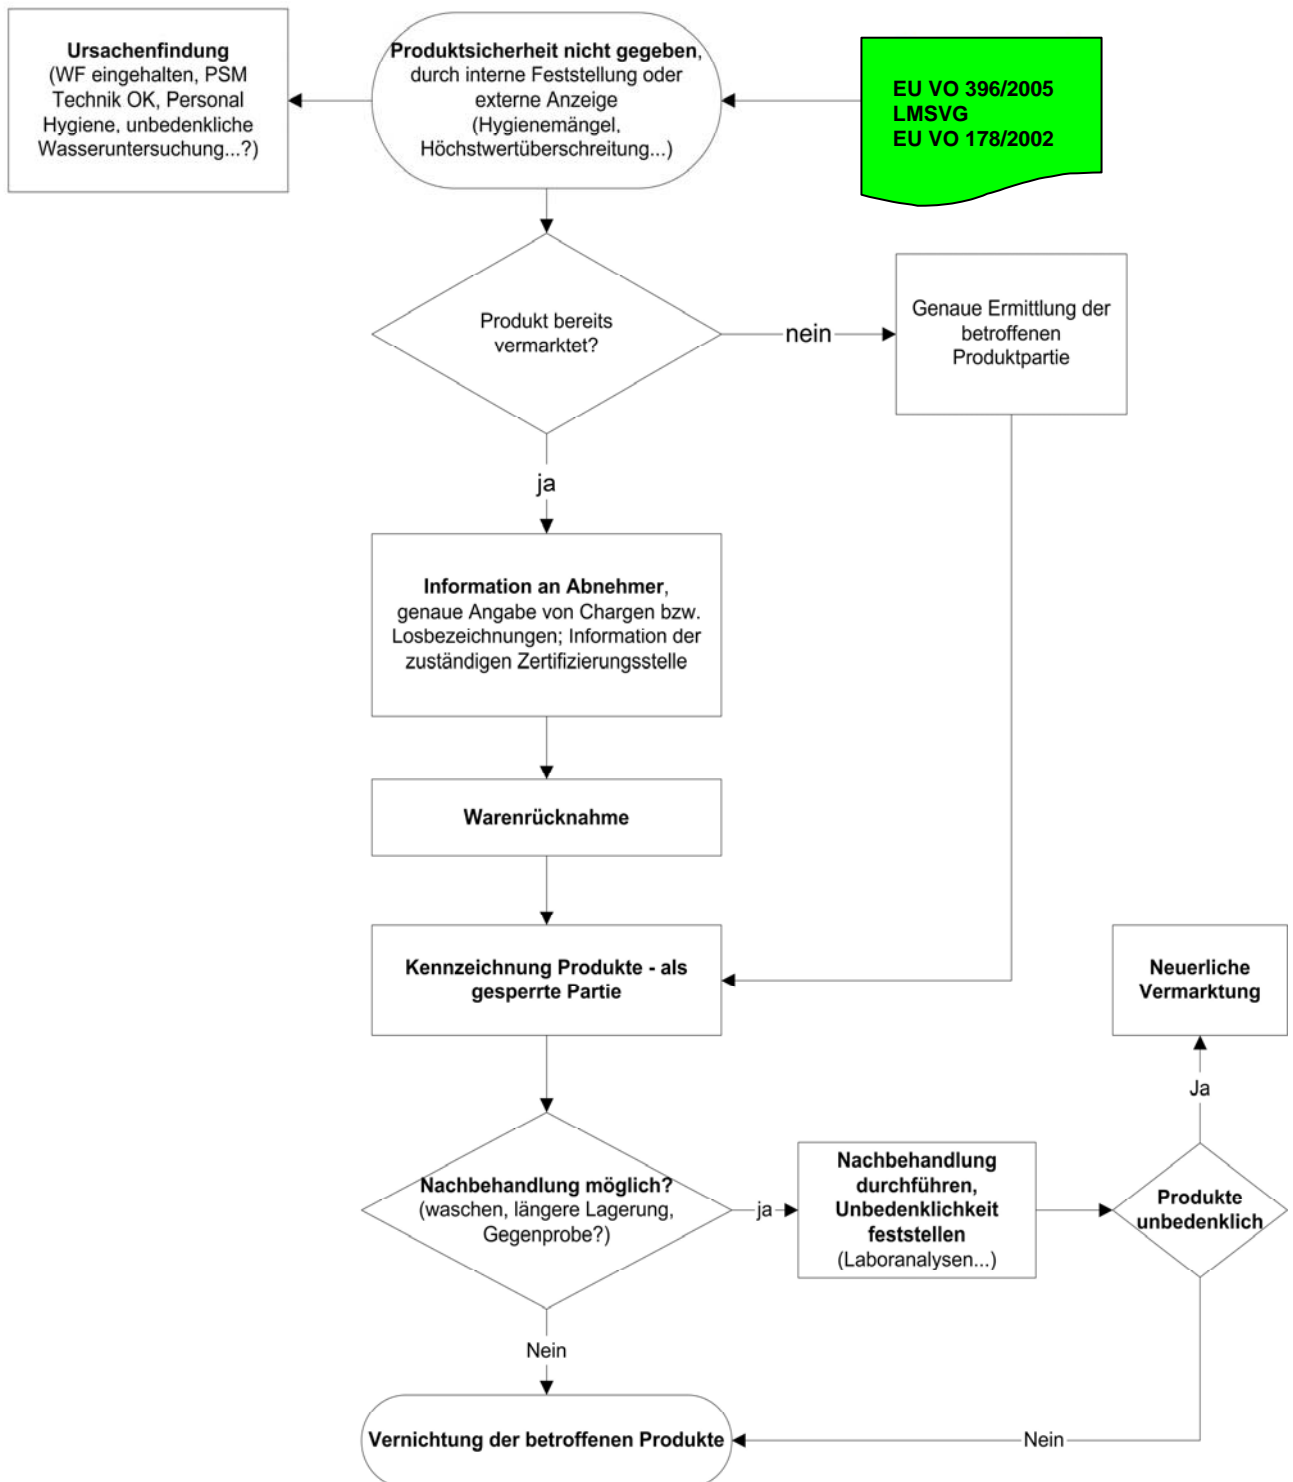 Ursachenfindung
(WF eingehalten, PSM
Technik OK, Personal
Hygiene, unbedenkliche
Wasseruntersuchung...?)
Produktsicherheit nicht gegeben,
durch interne Feststellung oder
externe Anzeige
(Hygienemängel,
Höchstwertüberschreitung...)
EU VO 396/2005
LMSVG
EU VO 178/2002
Produkt bereits
vermarktet?
nein
Genaue Ermittlung der
betroffenen
Produktpartie
ja
Information an Abnehmer,
genaue Angabe von Chargen bzw.
Losbezeichnungen; Information der
zuständigen Zertifizierungsstelle
Warenrücknahme
Kennzeichnung Produkte - als
gesperrte Partie
Neuerliche
Vermarktung
Ja
Nachbehandlung möglich?
(waschen, längere Lagerung,
Gegenprobe?)
ja
Nachbehandlung
durchführen,
Unbedenklichkeit
feststellen
(Laboranalysen...)
Produkte
unbedenklich
Nein
Vernichtung der betroffenen Produkte
Nein